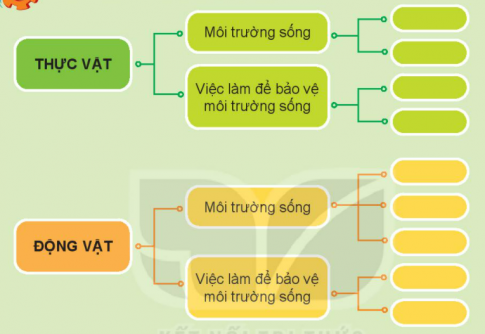 THỰC VẬT
Môi trường sống
Việc làm để bảo vệ
môi trường sống
ĐỘNG VẬT
Môi trường sống
Việc làm để bảo vệ
môi trường sống